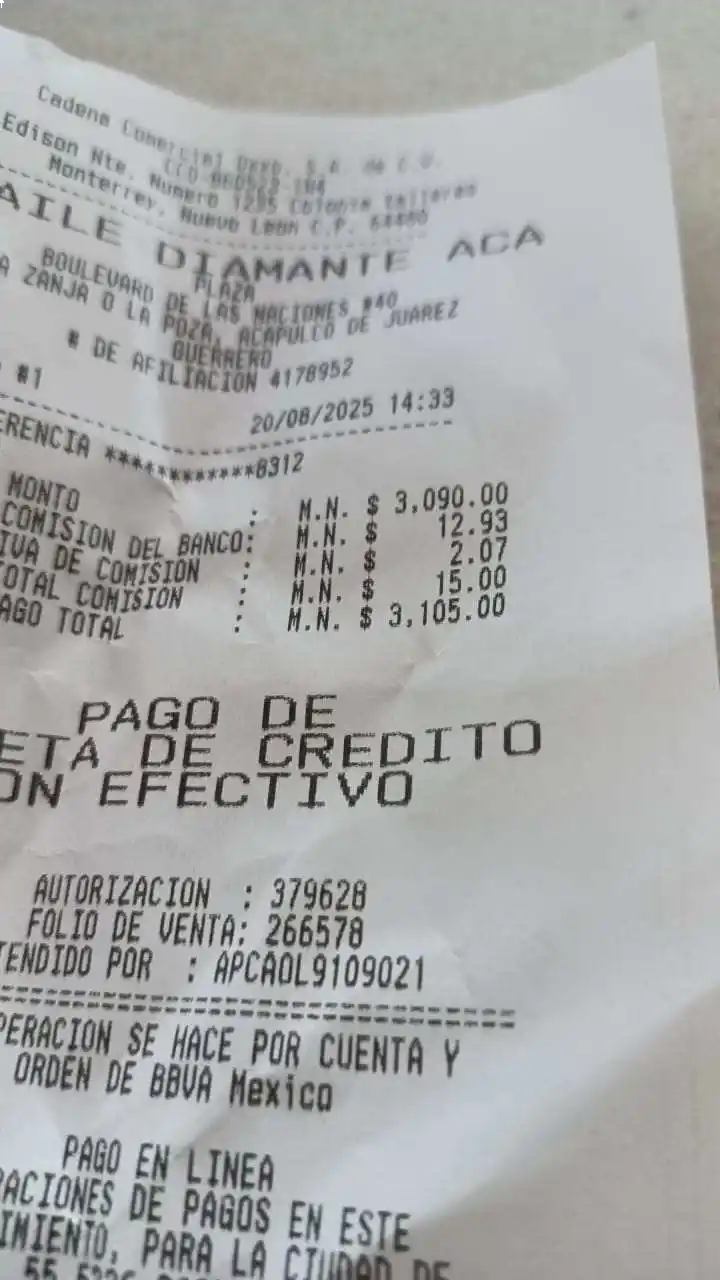 Cadena Comercial
Edison Nte. Numero 1235 Colonia Talleres
Monterrey, Nuevo Leon C.P. 64480
AILE DIAMANTE ACA
PLAZA
BOULEVARD DE LAS NACIONES #40
A ZANJA O LA POZA, ACAPULCO DE JUAREZ
GUERRERO
# DE AFILIACION 4178952
#1
20/08/2025 14:33
ERENCIA ************8312
MONTO : M.N. $ 3,090.00
COMISION DEL BANCO: M.N. $ 12.93
IVA DE COMISION : M.N. $ 2.07
OTAL COMISION : M.N. $ 15.00
AGO TOTAL : M.N. $ 3,105.00
PAGO DE
ETA DE CREDITO
ON EFECTIVO
AUTORIZACION : 379628
FOLIO DE VENTA: 266578
TENDIDO POR : APCAOL9109021
PERACION SE HACE POR CUENTA Y
ORDEN DE BBVA Mexico
PAGO EN LINEA
RACIONES DE PAGOS EN ESTE
IMIENTO, PARA LA CIUDAD DE
55